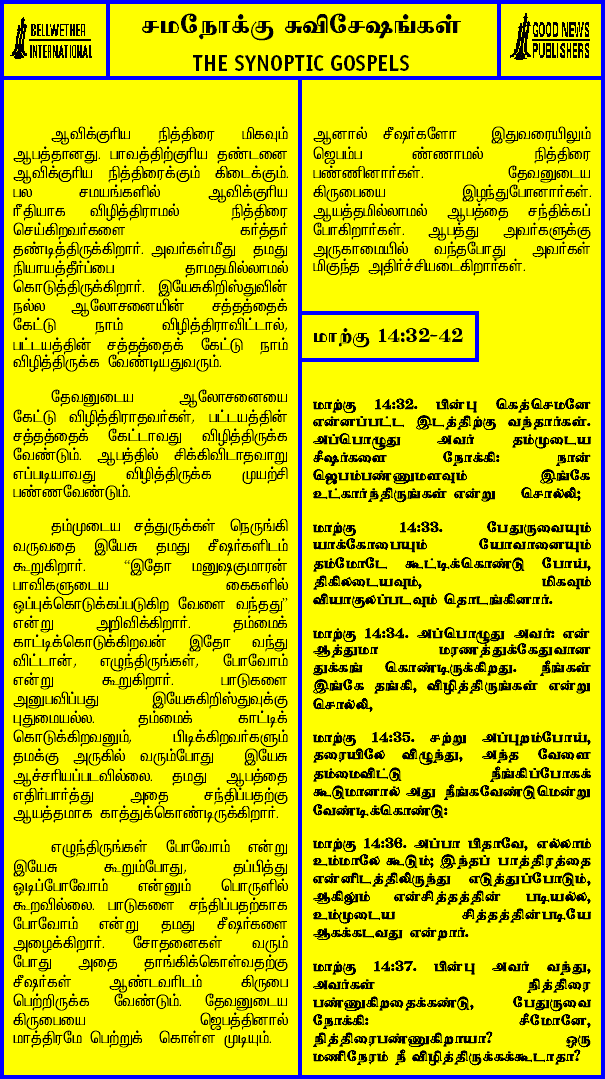 BELLWETHER
INTERNATIONAL
சமநோக்கு சுவிசேஷங்கள்
THE SYNOPTIC GOSPELS
GOOD NEWS
PUBLISHERS
ஆவிக்குரிய நித்திரை மிகவும்
ஆபத்தானது. பாவத்திற்குரிய தண்டனை
ஆவிக்குரிய நித்திரைக்கும் கிடைக்கும்.
பல சமயங்களில் ஆவிக்குரிய
ரீதியாக விழித்திராமல் நித்திரை
செய்கிறவர்களை கர்த்தர்
தண்டித்திருக்கிறார். அவர்கள்மீது தமது
நியாயத்தீர்ப்பை தாமதமில்லாமல்
கொடுத்திருக்கிறார். இயேசுகிறிஸ்துவின்
நல்ல ஆலோசனையின் சத்தத்தைக்
கேட்டு நாம் விழித்திராவிட்டால்,
பட்டயத்தின் சத்தத்தைக் கேட்டு நாம்
விழித்திருக்க வேண்டியதுவரும்.
தேவனுடைய ஆலோசனையை
கேட்டு விழித்திராதவர்கள், பட்டயத்தின்
சத்தத்தைக் கேட்டாவது விழித்திருக்க
வேண்டும். ஆபத்தில் சிக்கிவிடாதவாறு
எப்படியாவது விழித்திருக்க முயற்சி
பண்ணவேண்டும்.
தம்முடைய சத்துருக்கள் நெருங்கி
வருவதை இயேசு தமது சீஷர்களிடம்
கூறுகிறார். “இதோ மனுஷகுமாரன்
பாவிகளுடைய கைகளில்
ஒப்புக்கொடுக்கப்படுகிற வேளை வந்தது”
என்று அறிவிக்கிறார். தம்மைக்
காட்டிக்கொடுக்கிறவன் இதோ வந்து
விட்டான், எழுந்திருங்கள், போவோம்
என்று கூறுகிறார். பாடுகளை
அனுபவிப்பது இயேசுகிறிஸ்துவுக்கு
புதுமையல்ல. தம்மைக் காட்டிக்
கொடுக்கிறவனும், பிடிக்கிறவர்களும்
தமக்கு அருகில் வரும்போது இயேசு
ஆச்சரியப்படவில்லை. தமது ஆபத்தை
எதிர்பார்த்து அதை சந்திப்பதற்கு
ஆயத்தமாக காத்துக்கொண்டிருக்கிறார்.
எழுந்திருங்கள் போவோம் என்று
இயேசு கூறும்போது, தப்பித்து
ஓடிப்போவோம் என்னும் பொருளில்
கூறவில்லை. பாடுகளை சந்திப்பதற்காக
போவோம் என்று தமது சீஷர்களை
அழைக்கிறார். சோதனைகள் வரும்
போது அதை தாங்கிக்கொள்வதற்கு
சீஷர்கள் ஆண்டவரிடம் கிருபை
பெற்றிருக்க வேண்டும். தேவனுடைய
கிருபையை ஜெபத்தினால்
மாத்திரமே பெற்றுக் கொள்ள முடியும்.
ஆனால் சீஷர்களோ இதுவரையிலும்
ஜெபம்ப ண்ணாமல் நித்திரை
பண்ணினார்கள். தேவனுடைய
கிருபையை இழந்துபோனார்கள்.
ஆயத்தமில்லாமல் ஆபத்தை சந்திக்கப்
போகிறார்கள். ஆபத்து அவர்களுக்கு
அருகாமையில் வந்தபோது அவர்கள்
மிகுந்த அதிர்ச்சியடைகிறார்கள்.
மாற்கு 14:32-42
மாற்கு 14:32. பின்பு கெத்செமனே
என்னப்பட்ட இடத்திற்கு வந்தார்கள்.
அப்பொழுது அவர் தம்முடைய
சீஷர்களை நோக்கி: நான்
ஜெபம்பண்ணுமளவும் இங்கே
உட்கார்ந்திருங்கள் என்று சொல்லி;
மாற்கு 14:33. பேதுருவையும்
யாக்கோபையும் யோவானையும்
தம்மோடே கூட்டிக்கொண்டு போய்,
திகிலடையவும், மிகவும்
வியாகுலப்படவும் தொடங்கினார்.
மாற்கு 14:34. அப்பொழுது அவர்: என்
ஆத்துமா மரணத்துக்கேதுவான
துக்கங் கொண்டிருக்கிறது. நீங்கள்
இங்கே தங்கி, விழித்திருங்கள் என்று
சொல்லி,
மாற்கு 14:35. சற்று அப்புறம்போய்,
தரையிலே விழுந்து, அந்த வேளை
தம்மைவிட்டு நீங்கிப்போகக்
கூடுமானால் அது நீங்கவேண்டுமென்று
வேண்டிக்கொண்டு:
மாற்கு 14:36. அப்பா பிதாவே, எல்லாம்
உம்மாலே கூடும்; இந்தப் பாத்திரத்தை
என்னிடத்திலிருந்து எடுத்துப்போடும்,
ஆகிலும் என்சித்தத்தின் படியல்ல,
உம்முடைய சித்தத்தின்படியே
ஆகக்கடவது என்றார்.
மாற்கு 14:37. பின்பு அவர் வந்து,
அவர்கள் நித்திரை
பண்ணுகிறதைக்கண்டு, பேதுருவை
நோக்கி: சீமோனே,
நித்திரைபண்ணுகிறாயா? ஒரு
மணிநேரம் நீ விழித்திருக்கக்கூடாதா?